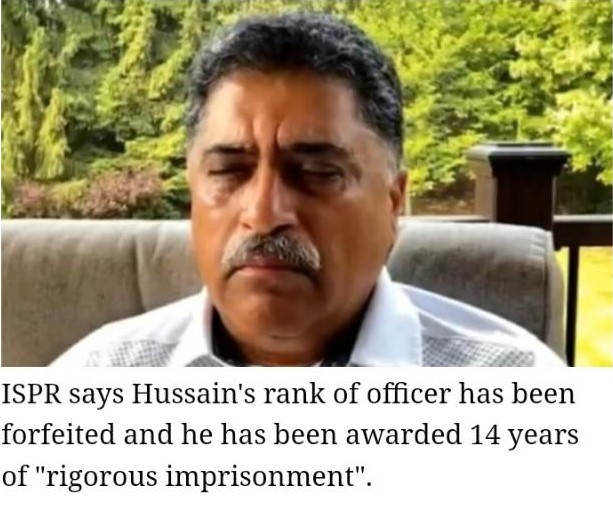 ISPR says Hussain's rank of officer has been
forfeited and he has been awarded 14 years
of "rigorous imprisonment".